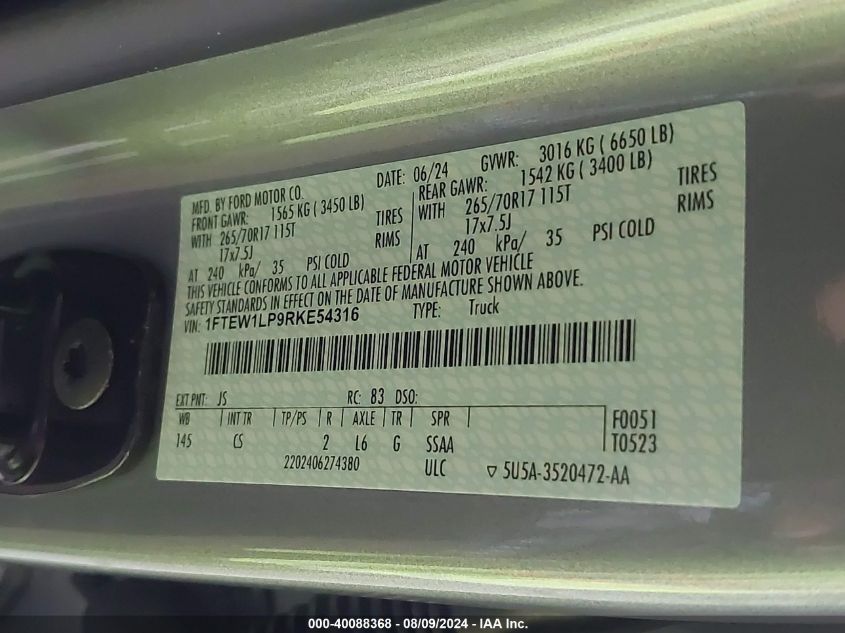 MFD. BY FORD MOTOR CO.
DATE: 06/24 GVWR: 3016 KG ( 6650 LB)
FRONT GAWR: 1565 KG ( 3450 LB)
REAR GAWR: 1542 KG ( 3400 LB)
WITH 265/70R17 115T TIRES
WITH 265/70R17 115T TIRES
17x7.5J RIMS
17x7.5J RIMS
AT 240 kPa/ 35 PSI COLD
AT 240 kPa/ 35 PSI COLD
THIS VEHICLE CONFORMS TO ALL APPLICABLE FEDERAL MOTOR VEHICLE
SAFETY STANDARDS IN EFFECT ON THE DATE OF MANUFACTURE SHOWN ABOVE.
VIN: 1FTEW1LP9RKE54316 TYPE: Truck
EXT PNT: JS RC: 83 DSO:
WB INT TR TP/PS R AXLE TR SPR F0051
145 CS 2 L6 G SSAA T0523
2202406274380 ULC ▽ 5U5A-3520472-AA
000-40088368 - 08/09/2024 - IAA Inc.